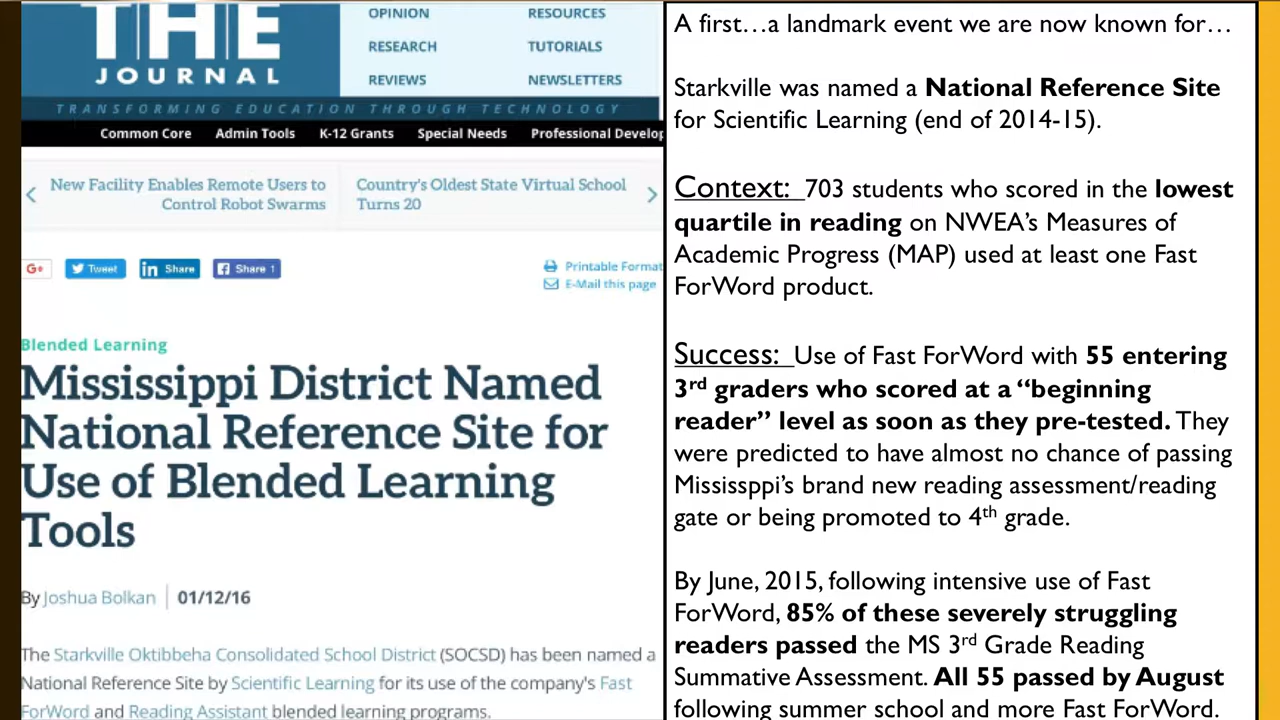 THE
JOURNAL
OPINION
RESOURCES
RESEARCH
TUTORIALS
REVIEWS
NEWSLETTERS
TRANSFORMING EDUCATION THROUGH TECHNOLOGY
Common Core Admin Tools K-12 Grants Special Needs Professional Develop
New Facility Enables Remote Users to
Control Robot Swarms
Country's Oldest State Virtual School
Turns 20
G+ Tweet in Share Share 1
Printable Format
E-Mail this page
Blended Learning
Mississippi District Named
National Reference Site for
Use of Blended Learning
Tools
By Joshua Bolkan 01/12/16
The Starkville Oktibbeha Consolidated School District (SOCSD) has been named a
National Reference Site by Scientific Learning for its use of the company's Fast
ForWord and Reading Assistant blended learning programs.
A first…a landmark event we are now known for…
Starkville was named a National Reference Site
for Scientific Learning (end of 2014-15).
Context: 703 students who scored in the lowest
quartile in reading on NWEA's Measures of
Academic Progress (MAP) used at least one Fast
ForWord product.
Success: Use of Fast ForWord with 55 entering
3rd graders who scored at a “beginning
reader” level as soon as they pre-tested. They
were predicted to have almost no chance of passing
Mississppi's brand new reading assessment/reading
gate or being promoted to 4th grade.
By June, 2015, following intensive use of Fast
ForWord, 85% of these severely struggling
readers passed the MS 3rd Grade Reading
Summative Assessment. All 55 passed by August
following summer school and more Fast ForWord.